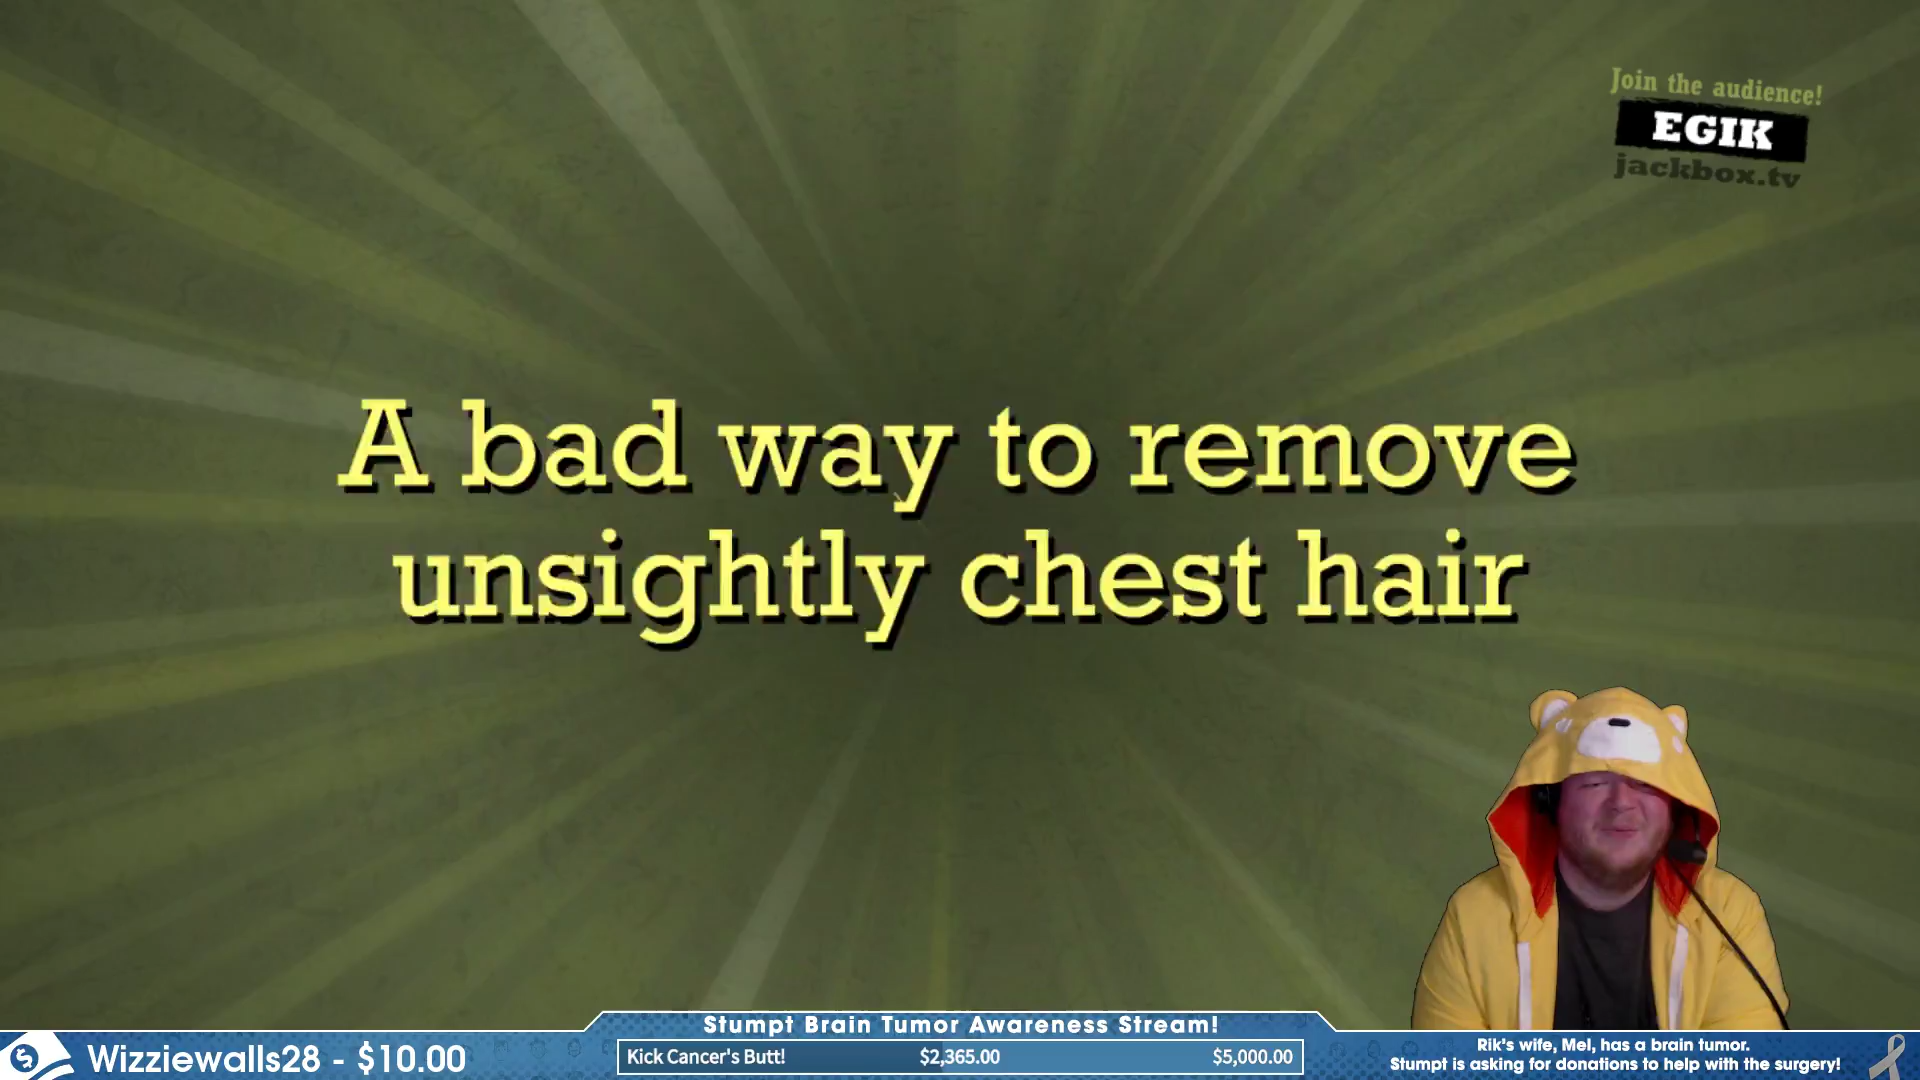 Join the audience!
EGIK
jackbox.tv
A bad way to remove
unsightly chest hair
Stumpt Brain Tumor Awareness Stream!
Wizziewalls28 - $10.00
Kick Cancer's Butt! $2,365.00 $5,000.00
Rik's wife, Mel, has a brain tumor.
Stumpt is asking for donations to help with the surgery!